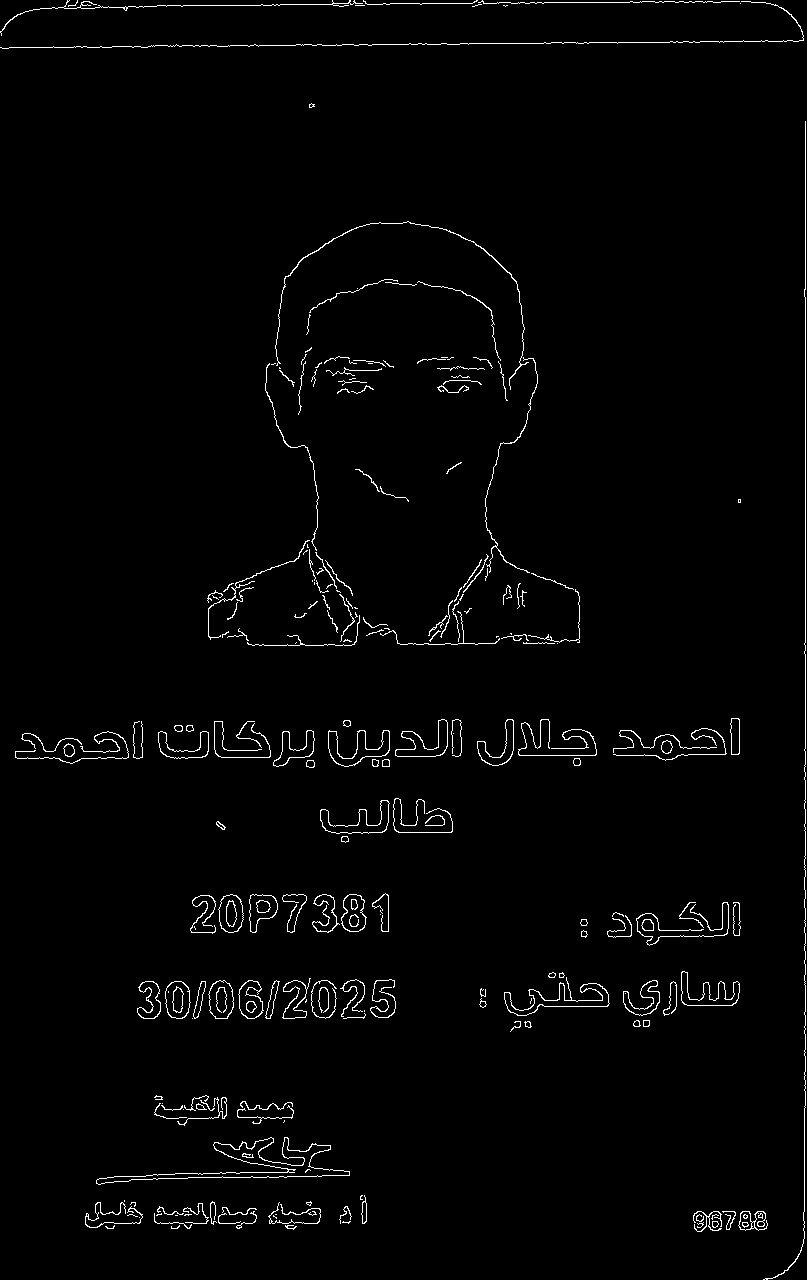 احمد جلال الدين بركات احمد
طالب
الكود : 20P7381
ساري حتي : 30/06/2025
عميد الكلية
أ د ضياء عبدالمجيد خليل
96788